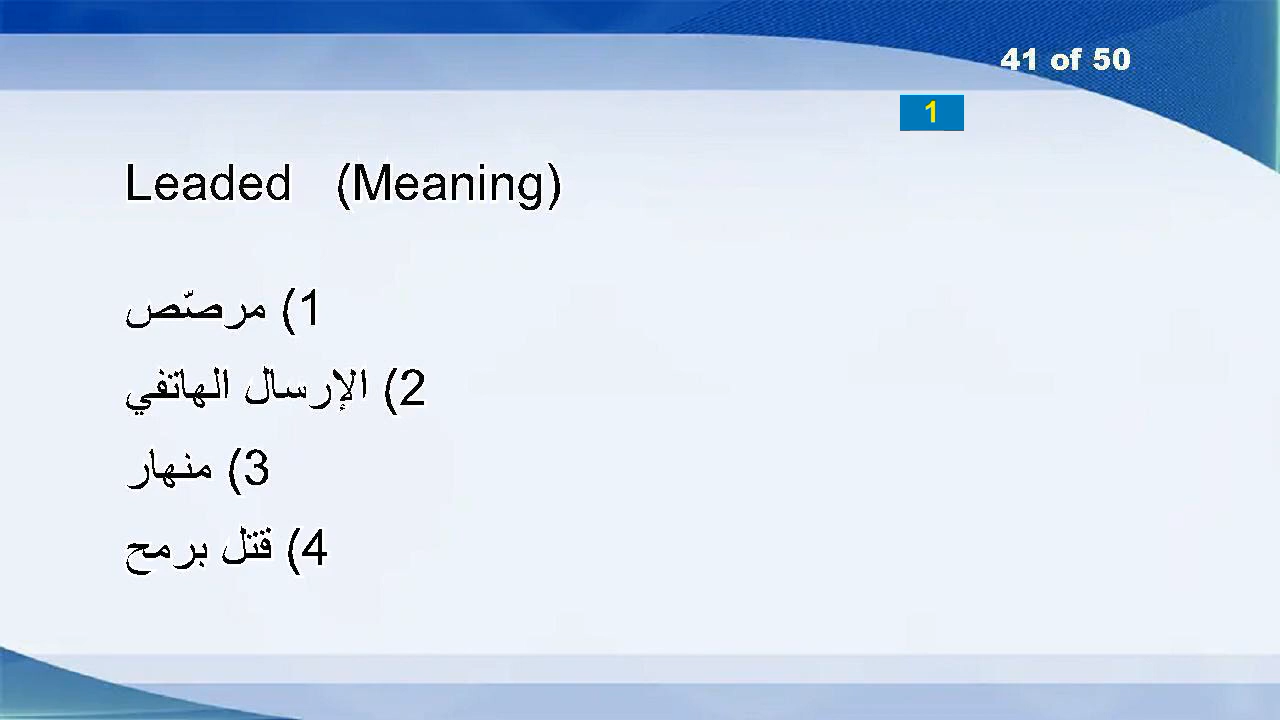 41 of 50
1
Leaded (Meaning)
1) مرصّص
2) الإرسال الهاتفي
3) منهار
4) قتل برمح